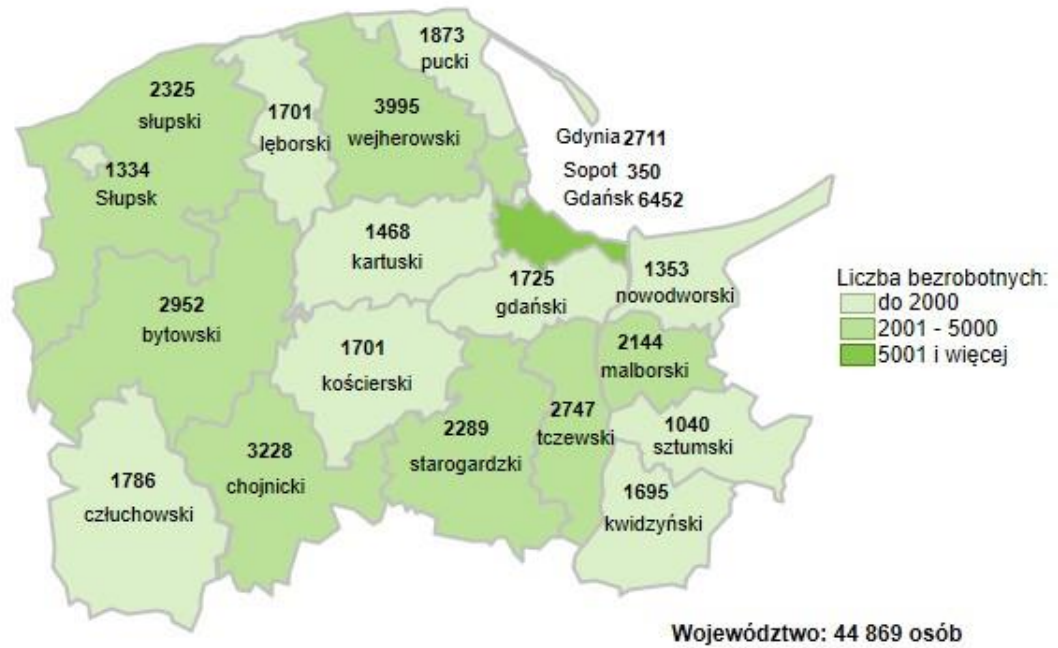 1873
pucki
2325
słupski
1701
lęborski
3995
wejherowski
Gdynia 2711
Sopot 350
Gdańsk 6452
1334
Słupsk
1468
kartuski
1725
gdański
1353
nowodworski
Liczba bezrobotnych:
do 2000
2001 - 5000
5001 i więcej
2952
bytowski
1701
kościerski
2144
malborski
2747
tczewski
1040
sztumski
2289
starogardzki
3228
chojnicki
1786
człuchowski
1695
kwidzyński
Województwo: 44 869 osób